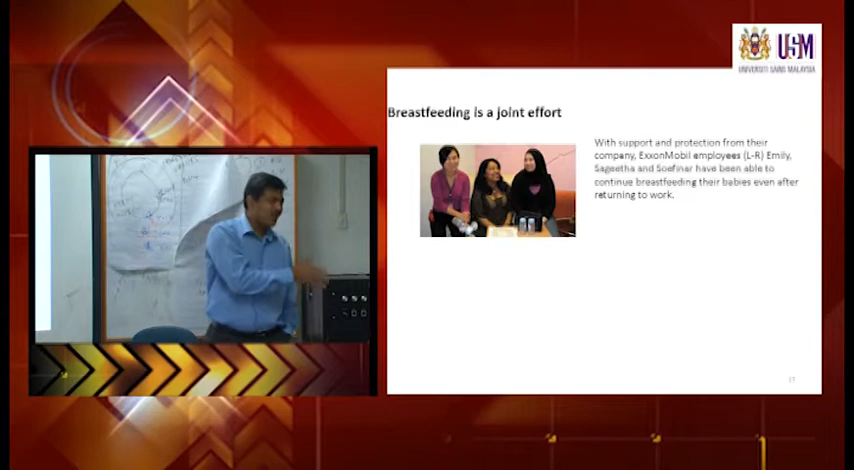 USM
UNIVERSITI SAINS MALAYSIA
Breastfeeding is a joint effort
With support and protection from their
company, ExxonMobil employees (L-R) Emily,
Sageetha and Soefinar have been able to
continue breastfeeding their babies even after
returning to work.
17